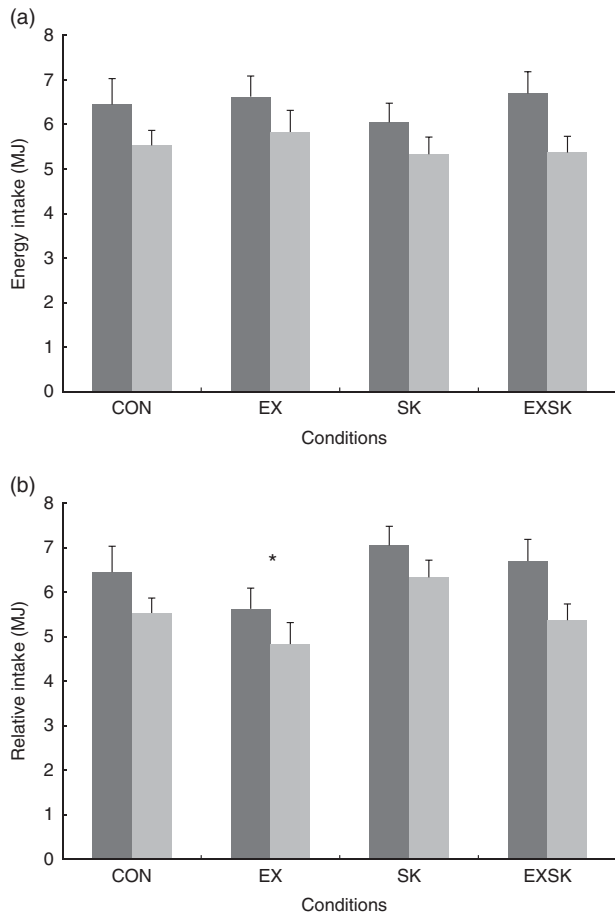 (a)
8
7
6
5
4
3
2
1
0
Energy intake (MJ)
CON EX SK EXSK
Conditions
(b)
8
7
6
5
4
3
2
1
0
Relative intake (MJ)
*
CON EX SK EXSK
Conditions